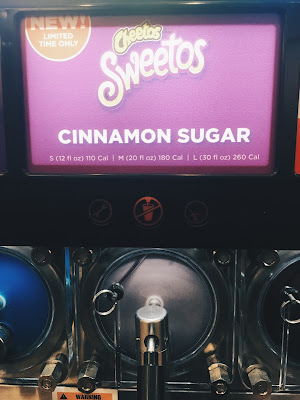 NEW!
LIMITED
TIME ONLY
Cheetos
Sweetos
CINNAMON SUGAR
S (12 fl oz) 110 Cal | M (20 fl oz) 180 Cal | L (30 fl oz) 260 Cal
WARNING